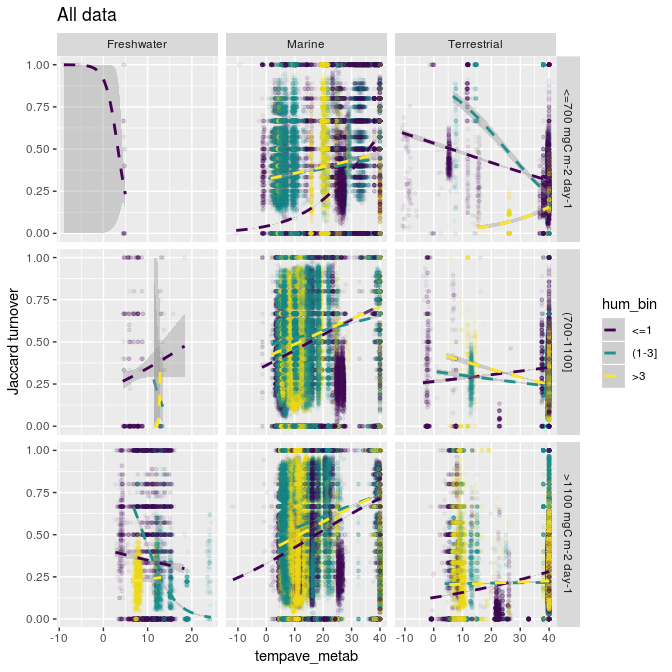 All data
Freshwater Marine Terrestrial
1.00
0.75
0.50
0.25
0.00
<=700 mgC m-2 day-1
1.00
0.75
0.50
0.25
0.00
(700-1100]
1.00
0.75
0.50
0.25
0.00
>1100 mgC m-2 day-1
Jaccard turnover
-10 0 10 20 -10 0 10 20 30 40 -10 0 10 20 30 40
tempave_metab
hum_bin
<=1
(1-3]
>3